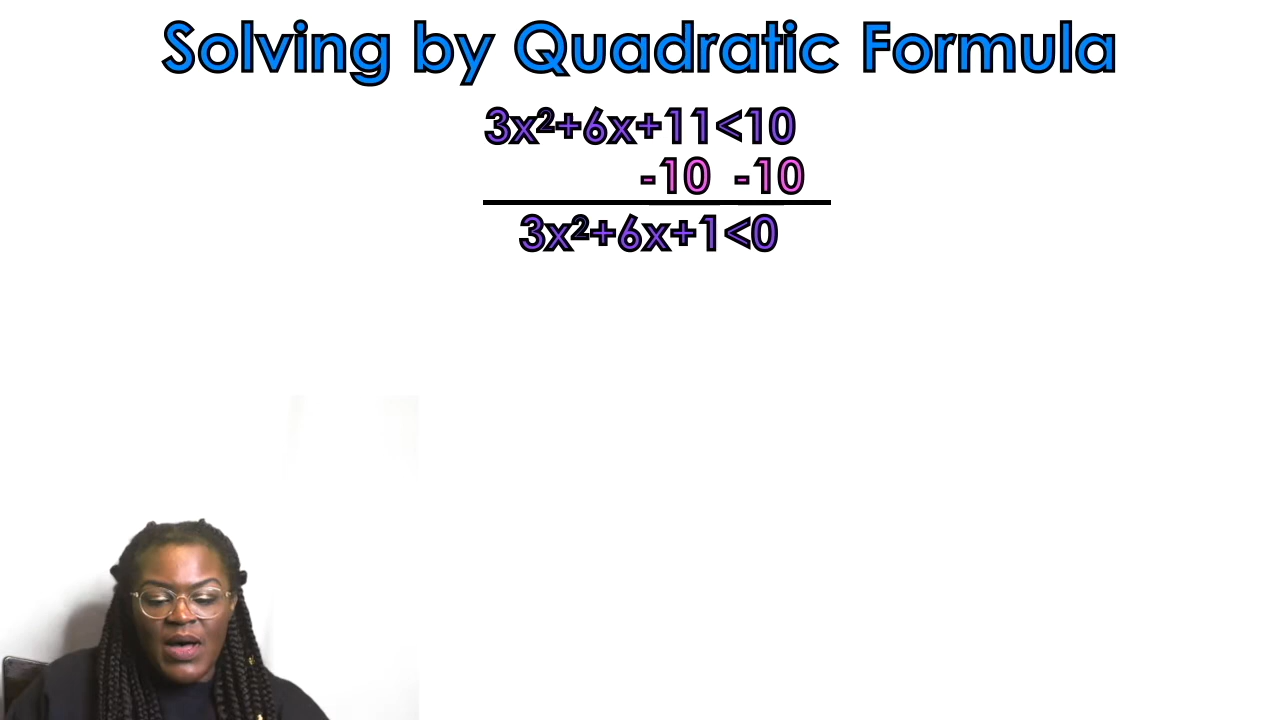 Solving by Quadratic Formula
3x²+6x+11<10
-10 -10
3x²+6x+1<0